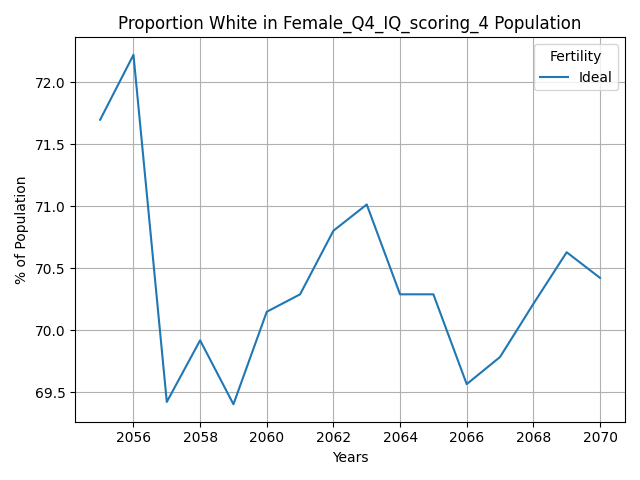 Proportion White in Female_Q4_IQ_scoring_4 Population
Fertility
Ideal
72.0
71.5
71.0
70.5
70.0
69.5
% of Population
2056 2058 2060 2062 2064 2066 2068 2070
Years